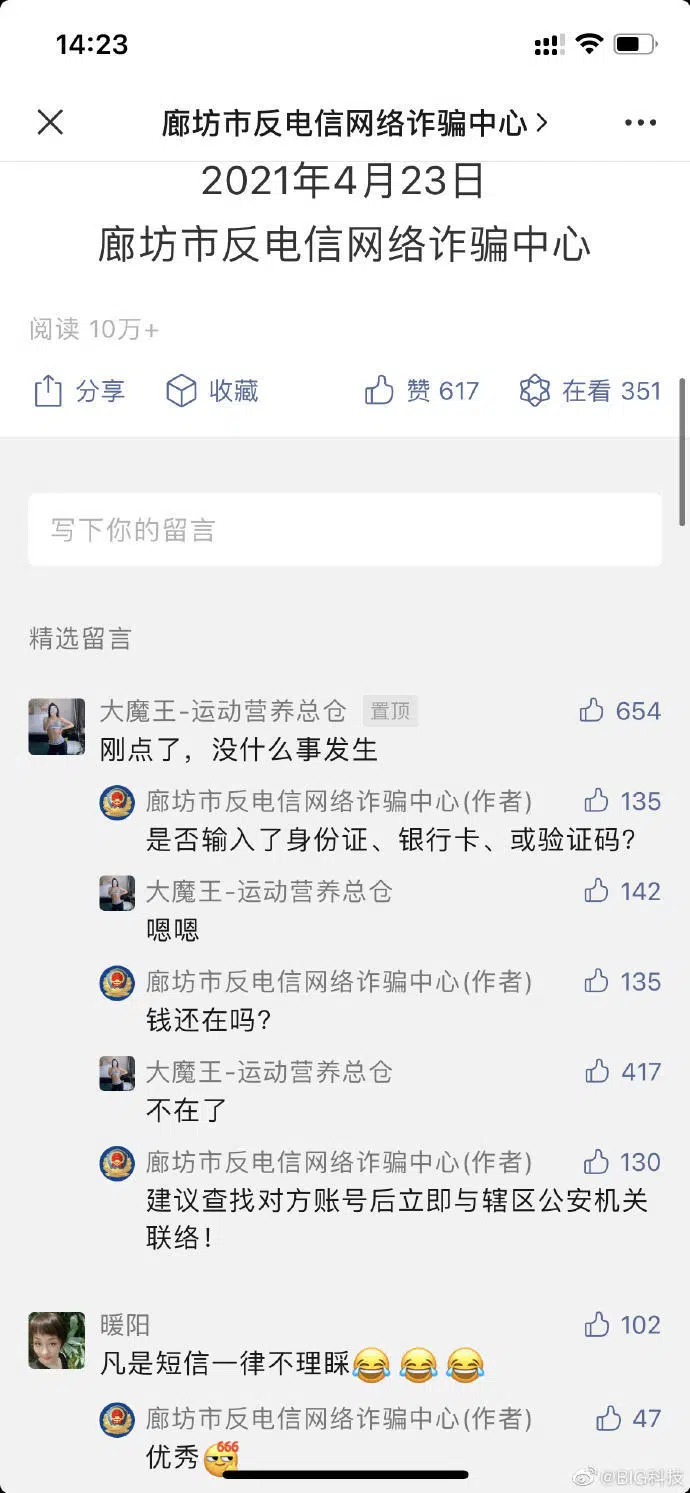 14:23
廊坊市反电信网络诈骗中心
2021年4月23日
廊坊市反电信网络诈骗中心
阅读 10万+
分享 收藏 赞 617 在看 351
写下你的留言
精选留言
大魔王-运动营养总仓 置顶 654
刚点了，没什么事发生
廊坊市反电信网络诈骗中心(作者) 135
是否输入了身份证、银行卡、或验证码?
大魔王-运动营养总仓 142
嗯嗯
廊坊市反电信网络诈骗中心(作者) 135
钱还在吗?
大魔王-运动营养总仓 417
不在了
廊坊市反电信网络诈骗中心(作者) 130
建议查找对方账号后立即与辖区公安机关
联络!
暖阳 102
凡是短信一律不理睬😂😂😂
廊坊市反电信网络诈骗中心(作者) 47
优秀 666
@BIG科技